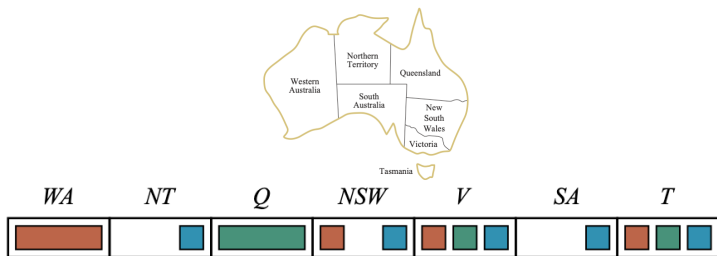 Northern
Territory
Western
Australia
Queensland
South
Australia
New
South
Wales
Victoria
Tasmania
WA NT Q NSW V SA T